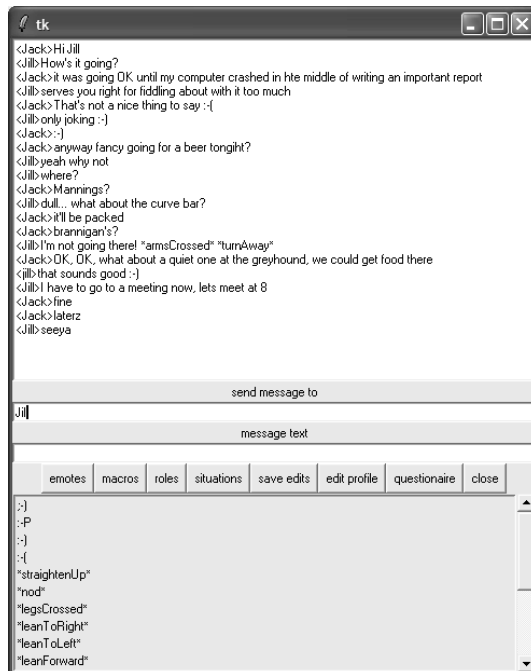 tk
<Jack>Hi Jill
<Jill>How's it going?
<Jack>it was going OK until my computer crashed in hte middle of writing an important report
<Jill>serves you right for fiddling about with it too much
<Jack>That's not a nice thing to say :-(
<Jill>only joking :-)
<Jack>:-)
<Jack>anyway fancy going for a beer tongiht?
<Jill>yeah why not
<Jill>where?
<Jack>Mannings?
<Jill>dull... what about the curve bar?
<Jack>it'll be packed
<Jack>brannigan's?
<Jill>I'm not going there! *armsCrossed* *turnAway*
<Jack>OK, OK, what about a quiet one at the greyhound, we could get food there
<jill>that sounds good :-)
<Jill>I have to go to a meeting now, lets meet at 8
<Jack>fine
<Jack>laterz
<Jill>seeya
send message to
Jil
message text
emotes macros roles situations save edits edit profile questionaire close
;-)
:-P
:-)
:-(
*straightenUp*
*nod*
*legsCrossed*
*leanToRight*
*leanToLeft*
*leanForward*